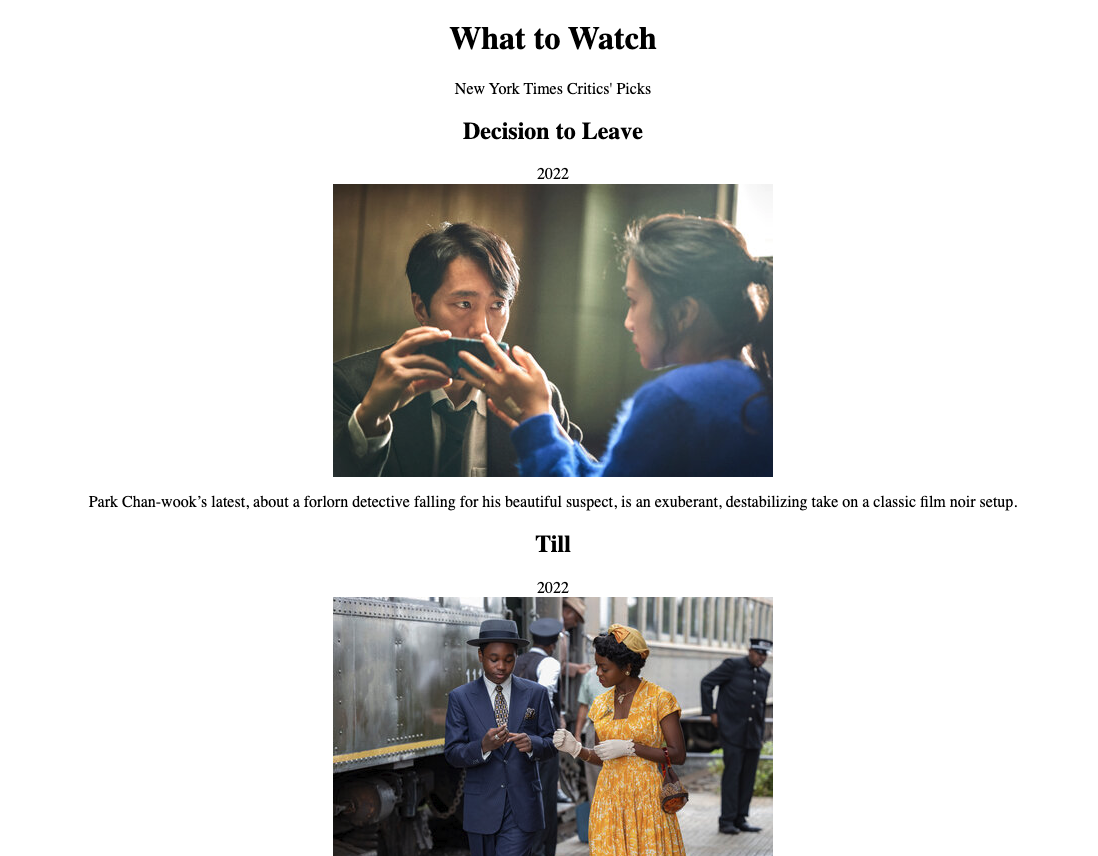 What to Watch
New York Times Critics' Picks
Decision to Leave
2022
Park Chan-wook’s latest, about a forlorn detective falling for his beautiful suspect, is an exuberant, destabilizing take on a classic film noir setup.
Till
2022